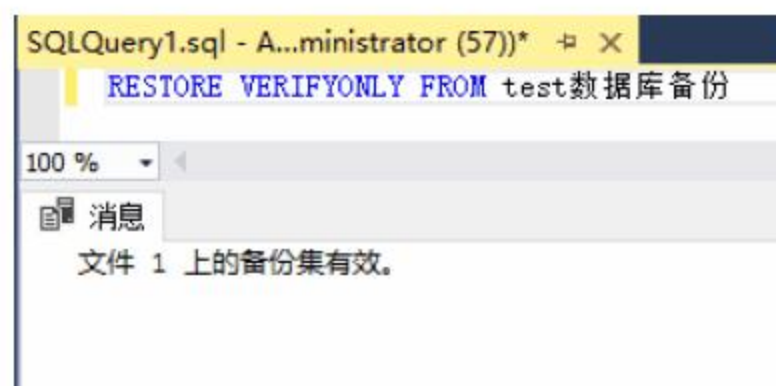 SQLQuery1.sql - A...ministrator (57))*
RESTORE VERIFYONLY FROM test数据库备份
100 %
消息
文件 1 上的备份集有效。